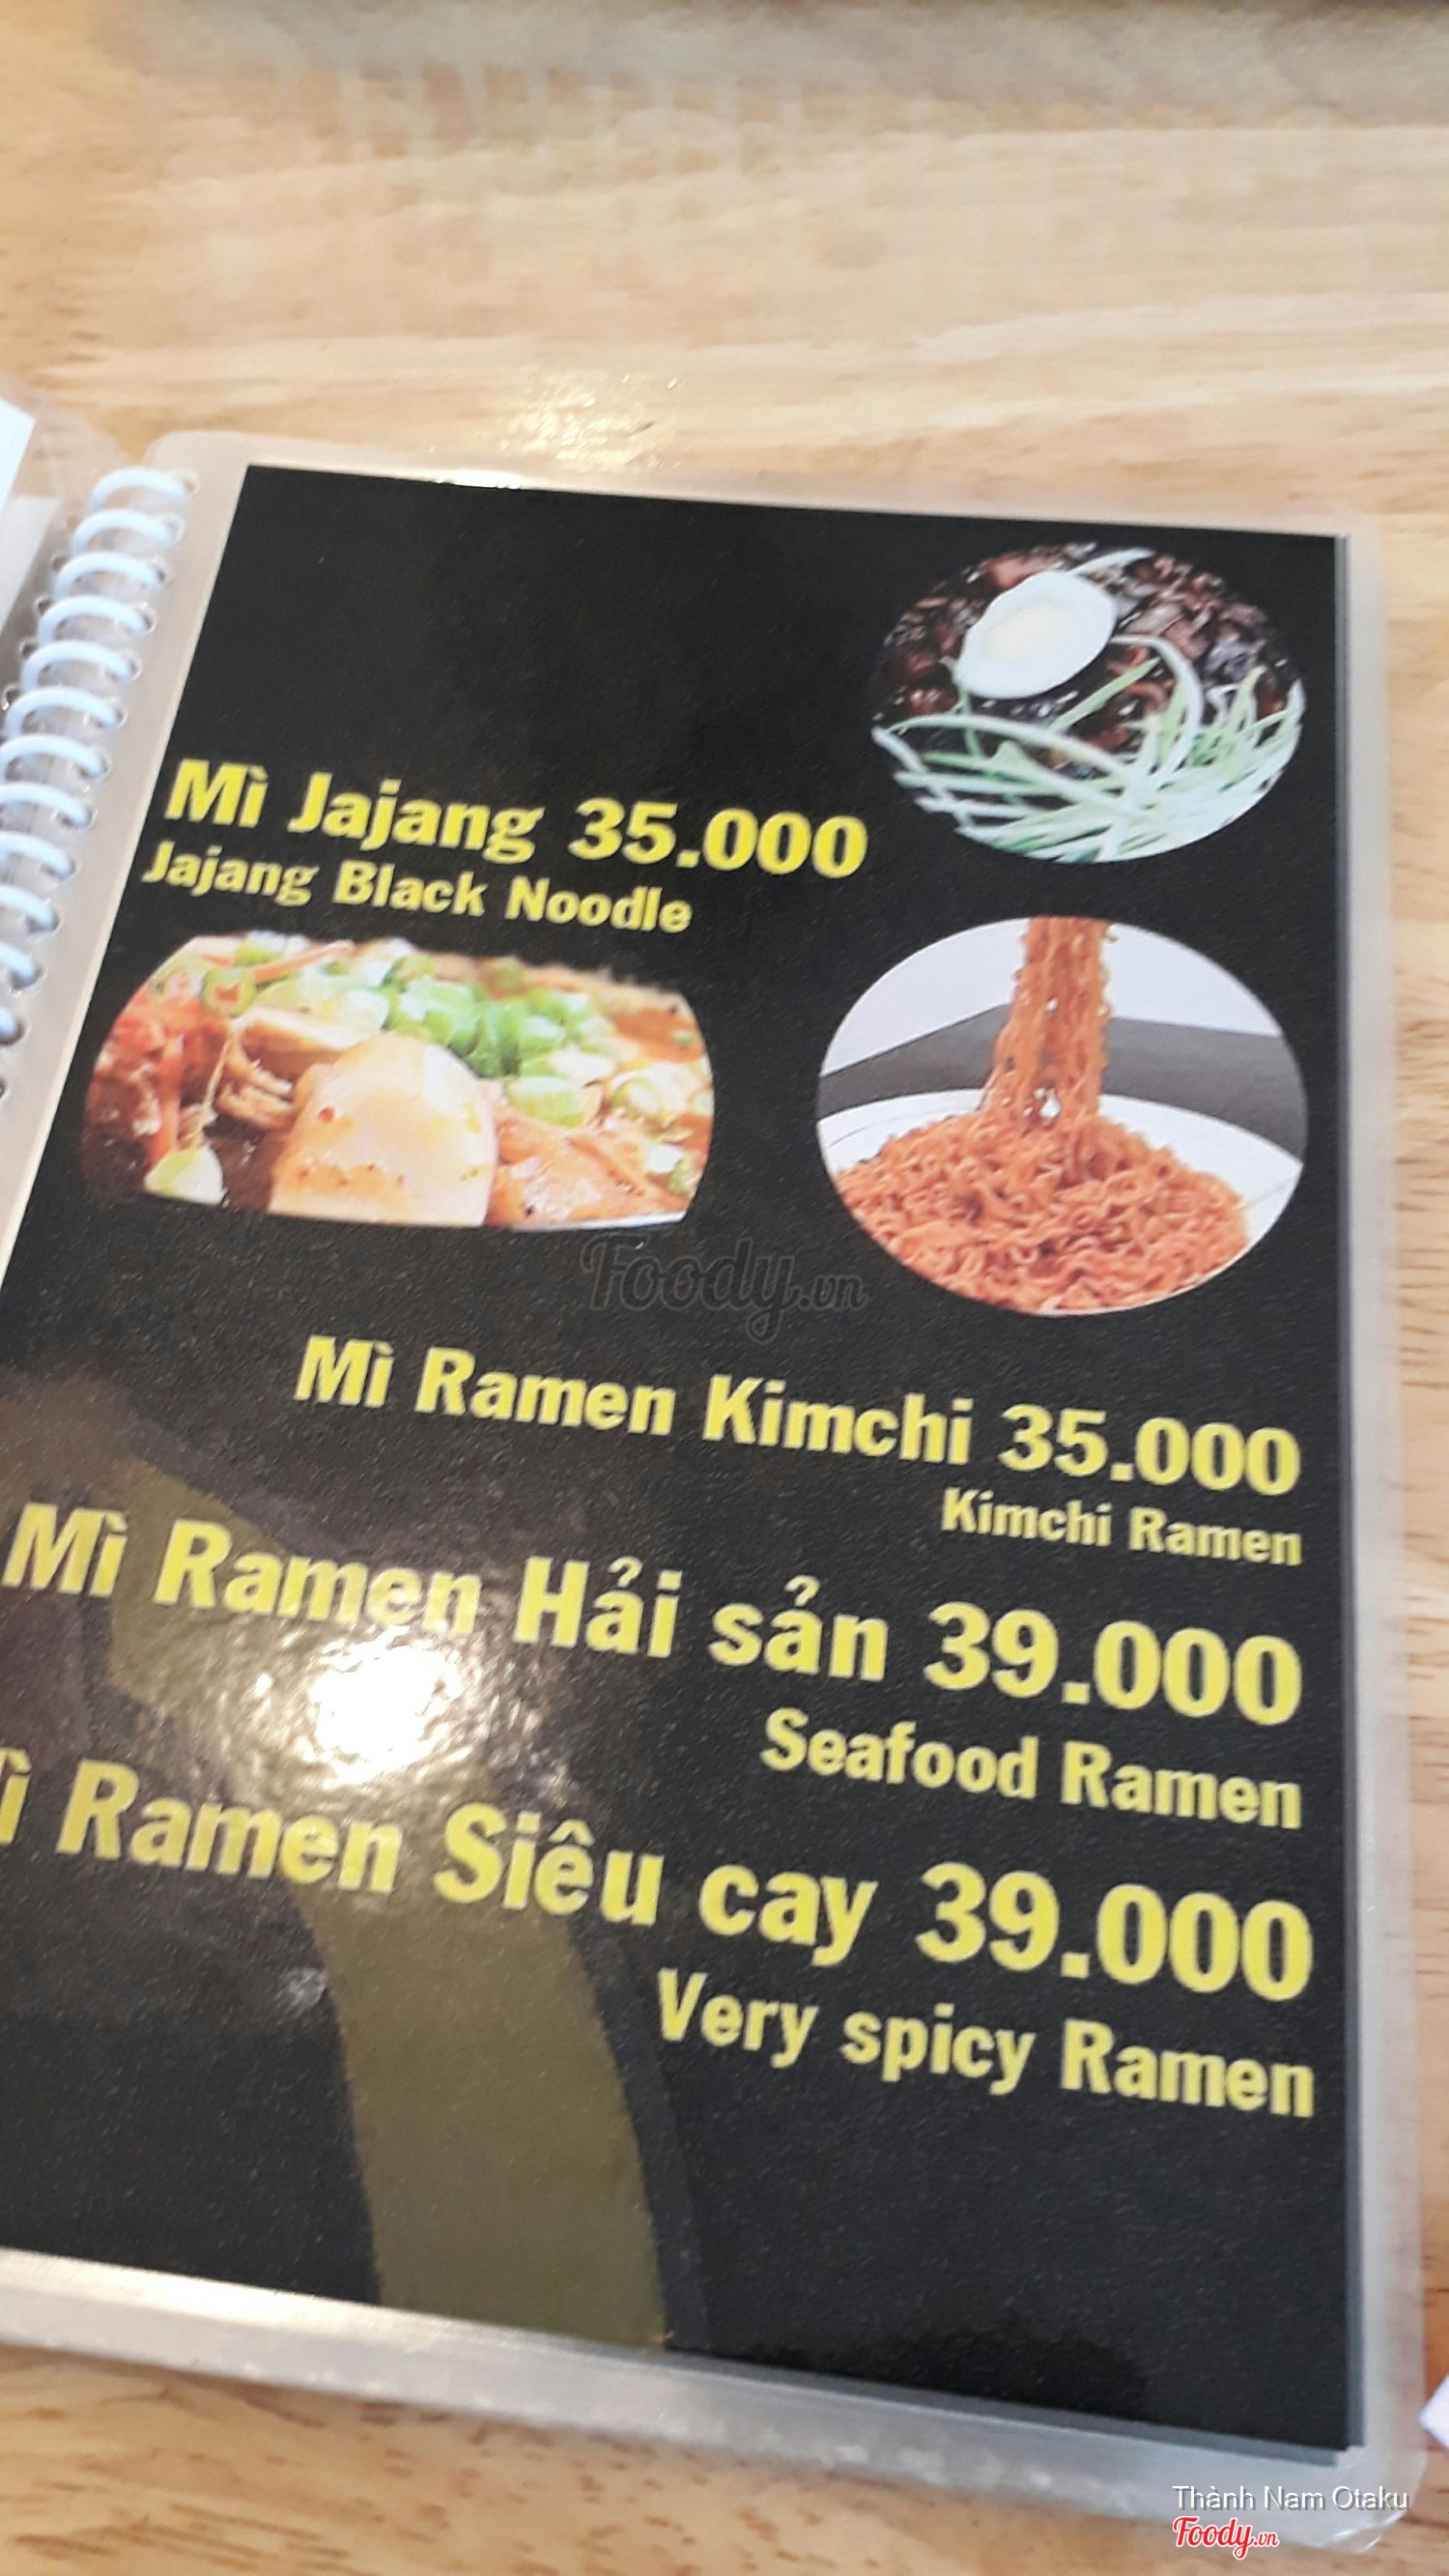 Mì Jajang 35.000
Jajang Black Noodle
Foody.vn
Mì Ramen Kimchi 35.000
Kimchi Ramen
Mì Ramen Hải sản 39.000
Seafood Ramen
Ramen Siêu cay 39.000
Very spicy Ramen
Thành Nam Otaku
Foody.vn